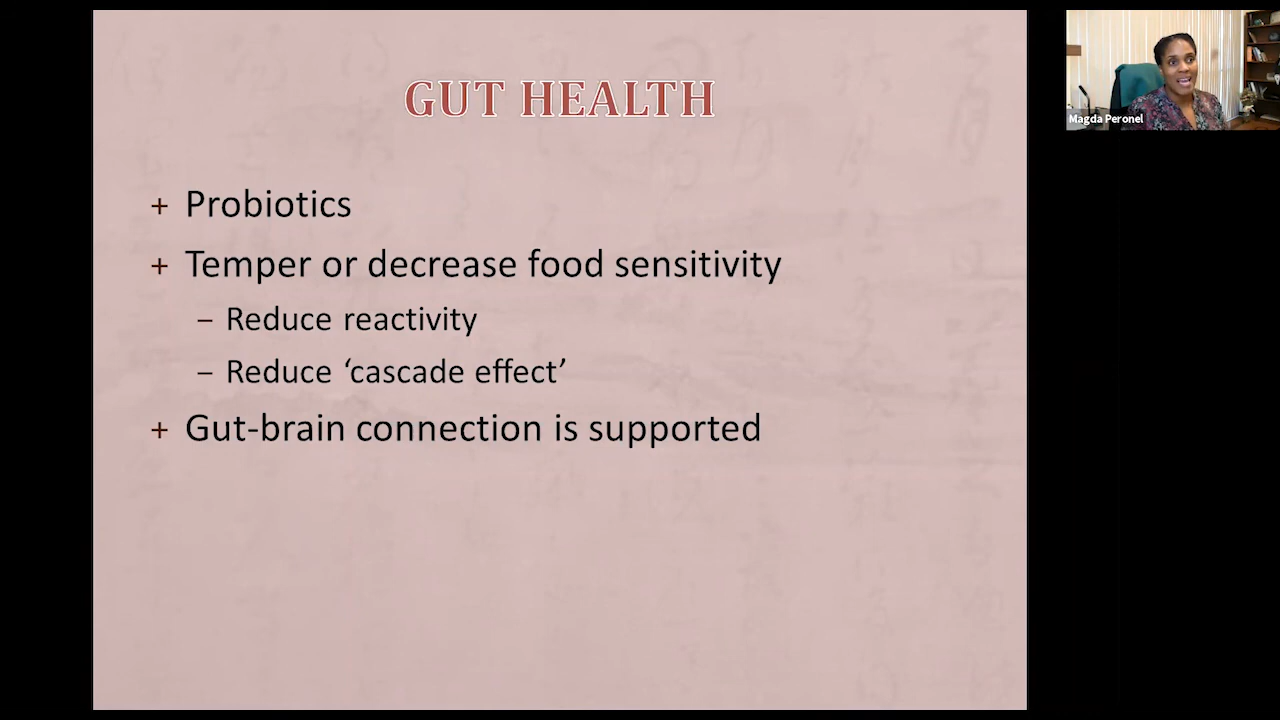 GUT HEALTH
+ Probiotics
+ Temper or decrease food sensitivity
– Reduce reactivity
– Reduce ‘cascade effect’
+ Gut-brain connection is supported
Magda Peronel